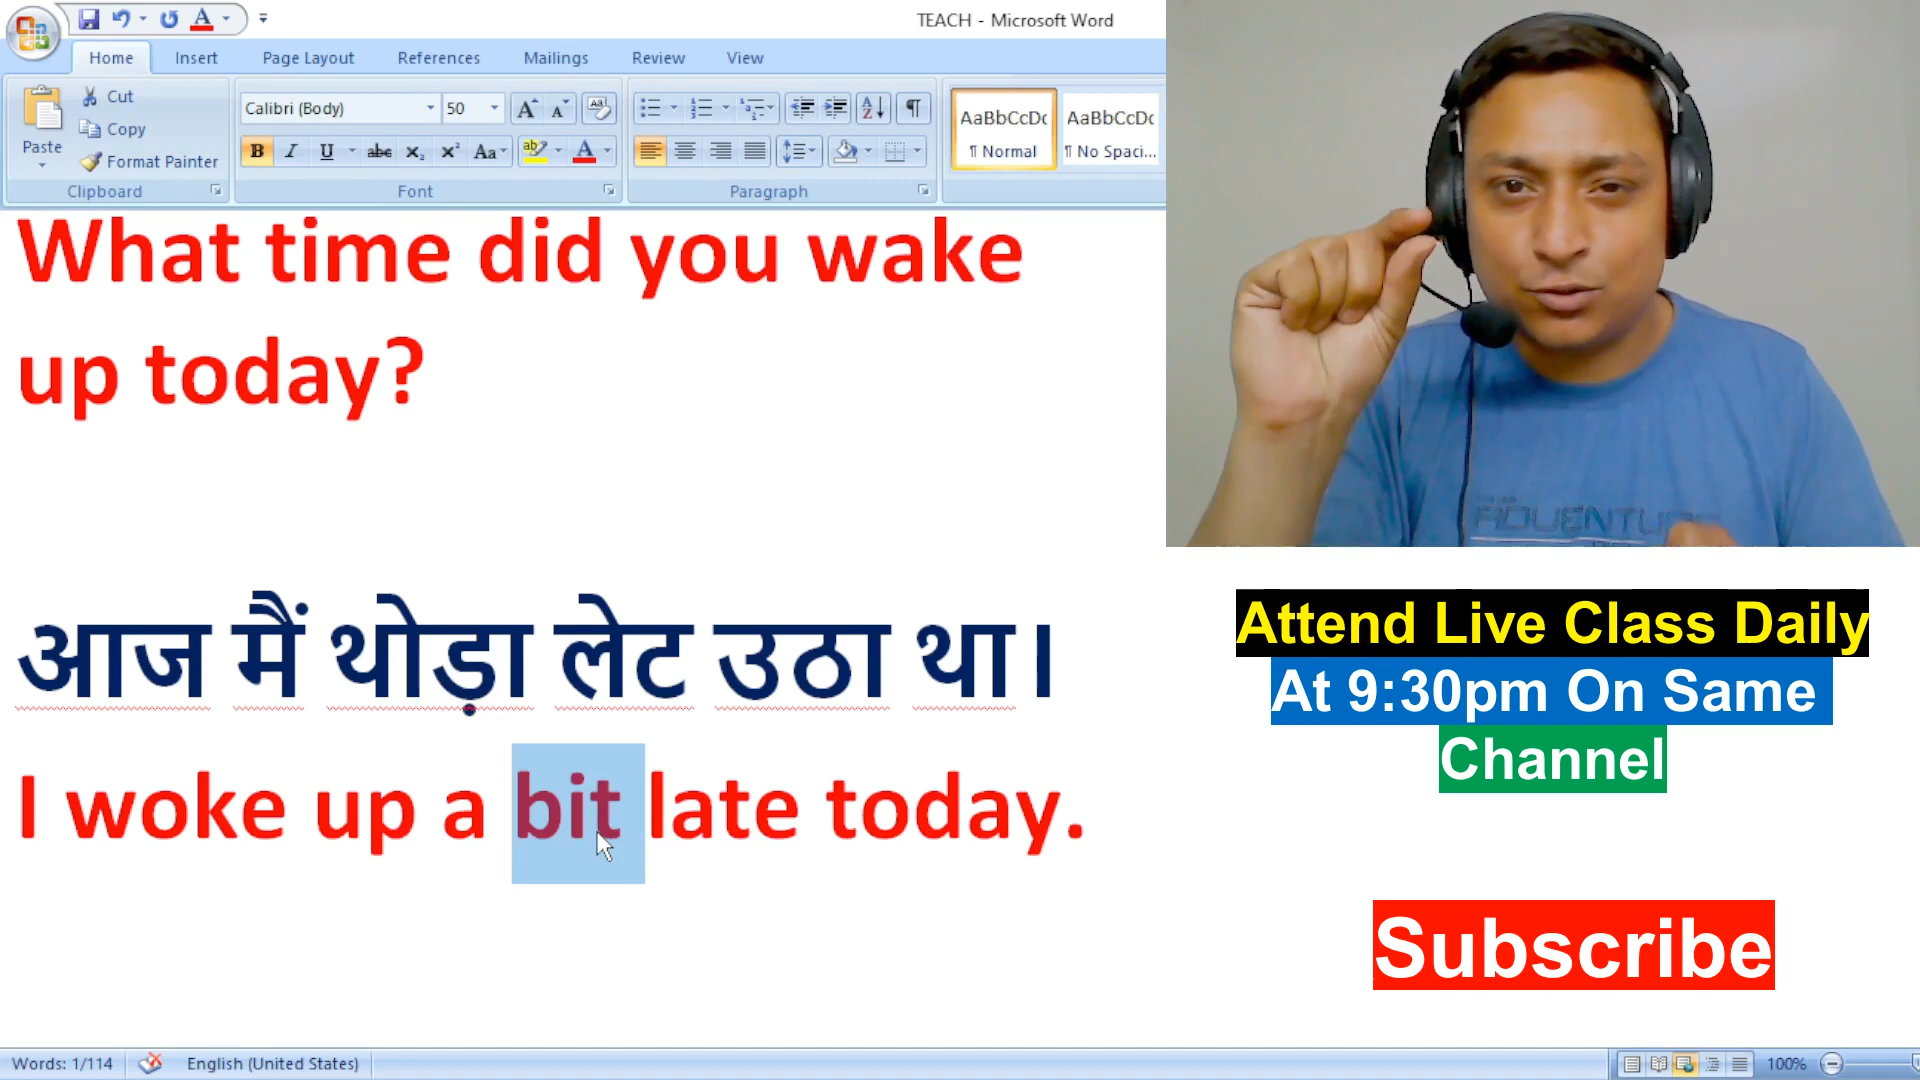 TEACH - Microsoft Word
Home Insert Page Layout References Mailings Review View
Paste
Cut
Copy
Format Painter
Clipboard
Calibri (Body) 50
Font
Paragraph
AaBbCcDc AaBbCcDc
¶ Normal ¶ No Spaci...
What time did you wake
up today?
आज मैं थोड़ा लेट उठा था।
I woke up a bit late today.
ADVENTU
Attend Live Class Daily
At 9:30pm On Same
Channel
Subscribe
Words: 1/114 English (United States) 100%